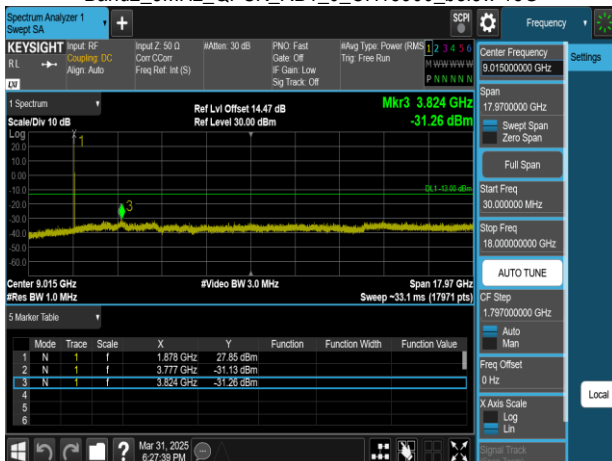 Spectrum Analyzer 1
Swept SA
SCPI
Frequency
Settings
KEYSIGHT
RL
LXI
Input: RF
Coupling: DC
Align: Auto
Input Z: 50 Ω
Corr CCorr
Freq Ref: Int (S)
#Atten: 30 dB
PNO: Fast
Gate: Off
IF Gain: Low
Sig Track: Off
#Avg Type: Power (RMS
Trig: Free Run
1 2 3 4 5 6
M W W W W W
P N N N N N
1 Spectrum
Scale/Div 10 dB
Ref Lvl Offset 14.47 dB
Ref Level 30.00 dBm
Mkr3 3.824 GHz
-31.26 dBm
Log
20.0
10.0
0.00
-10.0
-20.0
-30.0
-40.0
-50.0
-60.0
1
3
DL1 -13.00 dBm
Center 9.015 GHz
#Res BW 1.0 MHz
#Video BW 3.0 MHz
Span 17.97 GHz
Sweep ~33.1 ms (17971 pts)
5 Marker Table
Mode Trace Scale X Y Function Function Width Function Value
1 N 1 f 1.878 GHz 27.85 dBm
2 N 1 f 3.777 GHz -31.13 dBm
3 N 1 f 3.824 GHz -31.26 dBm
4
5
6
?
Mar 31, 2025
6:27:39 PM
Center Frequency
9.015000000 GHz
Span
17.9700000 GHz
Swept Span
Zero Span
Full Span
Start Freq
30.000000 MHz
Stop Freq
18.000000000 GHz
AUTO TUNE
CF Step
1.797000000 GHz
Auto
Man
Freq Offset
0 Hz
X Axis Scale
Log
Lin
Signal Track
Local